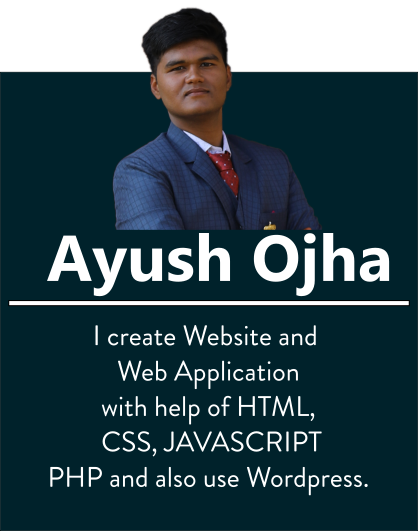 Ayush Ojha
I create Website and
Web Application
with help of HTML,
CSS, JAVASCRIPT
PHP and also use Wordpress.